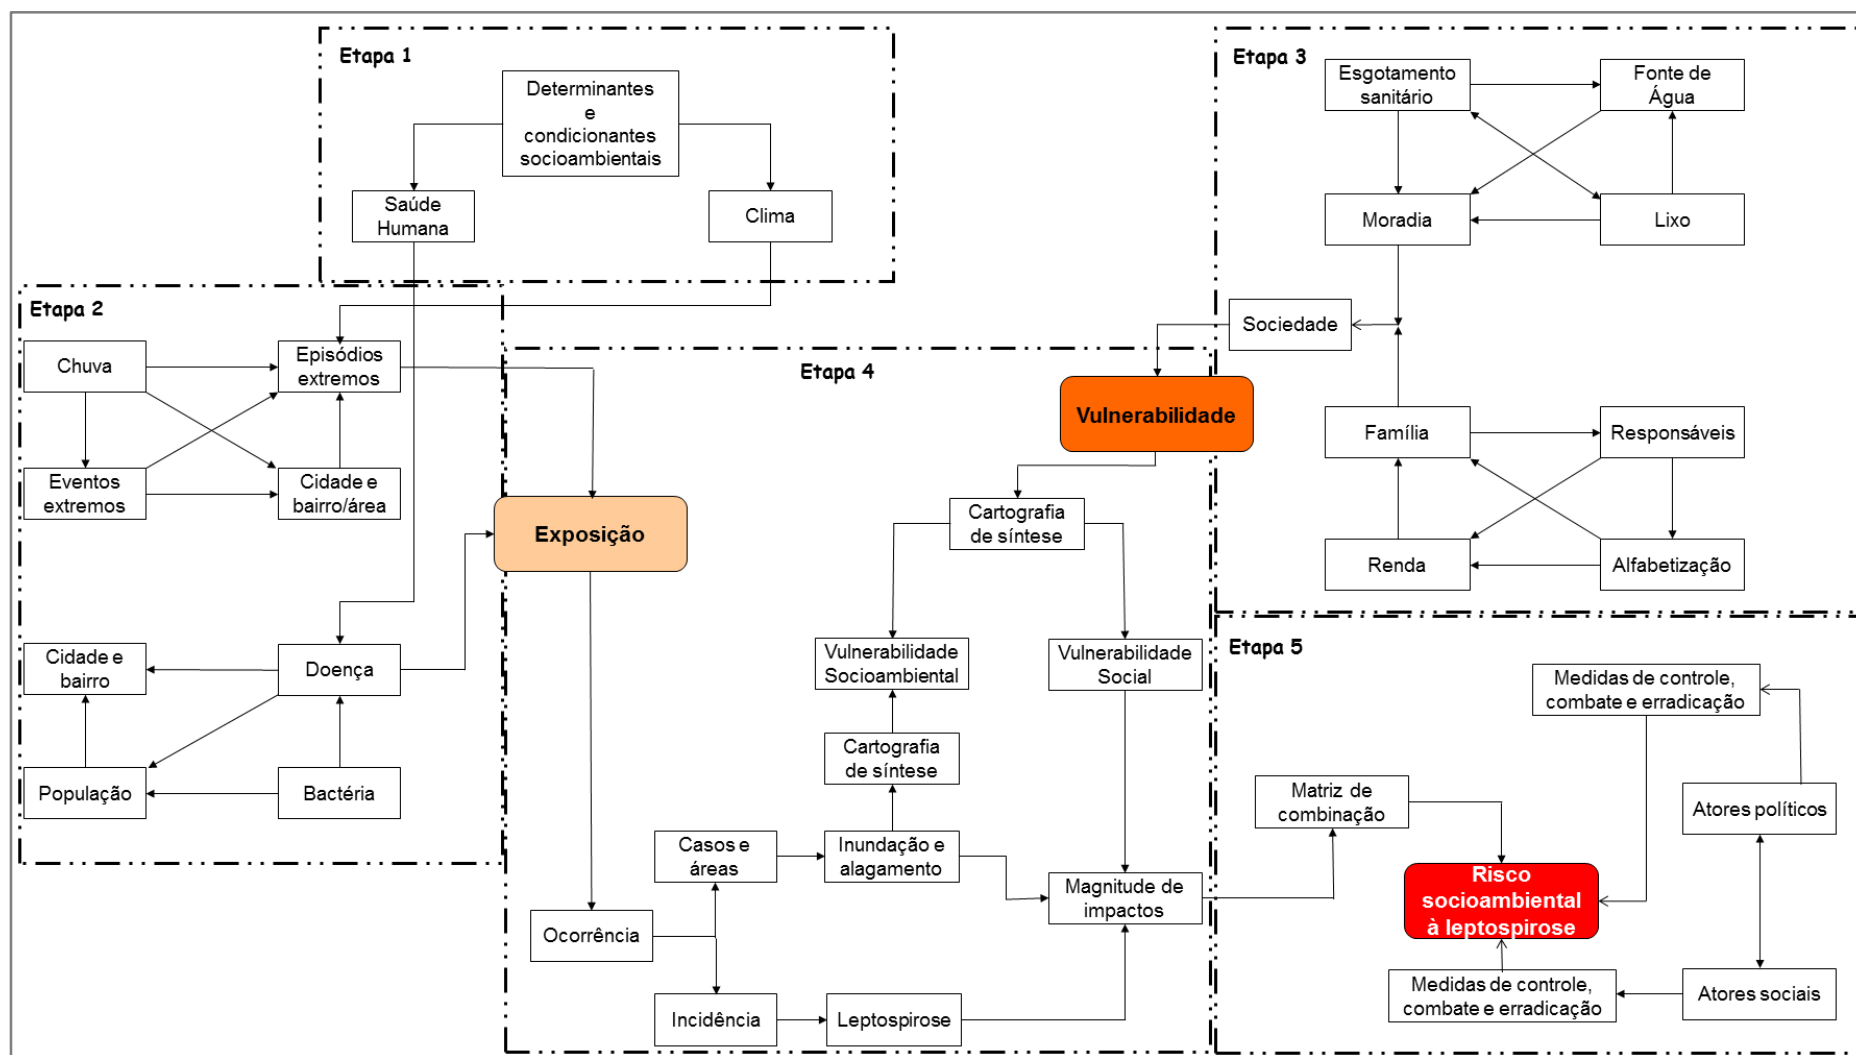 Etapa 1
Determinantes
e
condicionantes
socioambientais
Saúde
Humana
Clima
Etapa 2
Chuva
Episódios
extremos
Eventos
extremos
Cidade e
bairro/área
Cidade e
bairro
Doença
População
Bactéria
Etapa 3
Esgotamento
sanitário
Fonte de
Água
Moradia
Lixo
Sociedade
Família
Responsáveis
Renda
Alfabetização
Etapa 4
Vulnerabilidade
Exposição
Cartografia
de síntese
Vulnerabilidade
Socioambiental
Vulnerabilidade
Social
Cartografia
de síntese
Casos e
áreas
Inundação e
alagamento
Magnitude de
impactos
Ocorrência
Incidência
Leptospirose
Etapa 5
Medidas de controle,
combate e erradicação
Matriz de
combinação
Atores políticos
Risco
socioambiental
à leptospirose
Medidas de controle,
combate e erradicação
Atores sociais